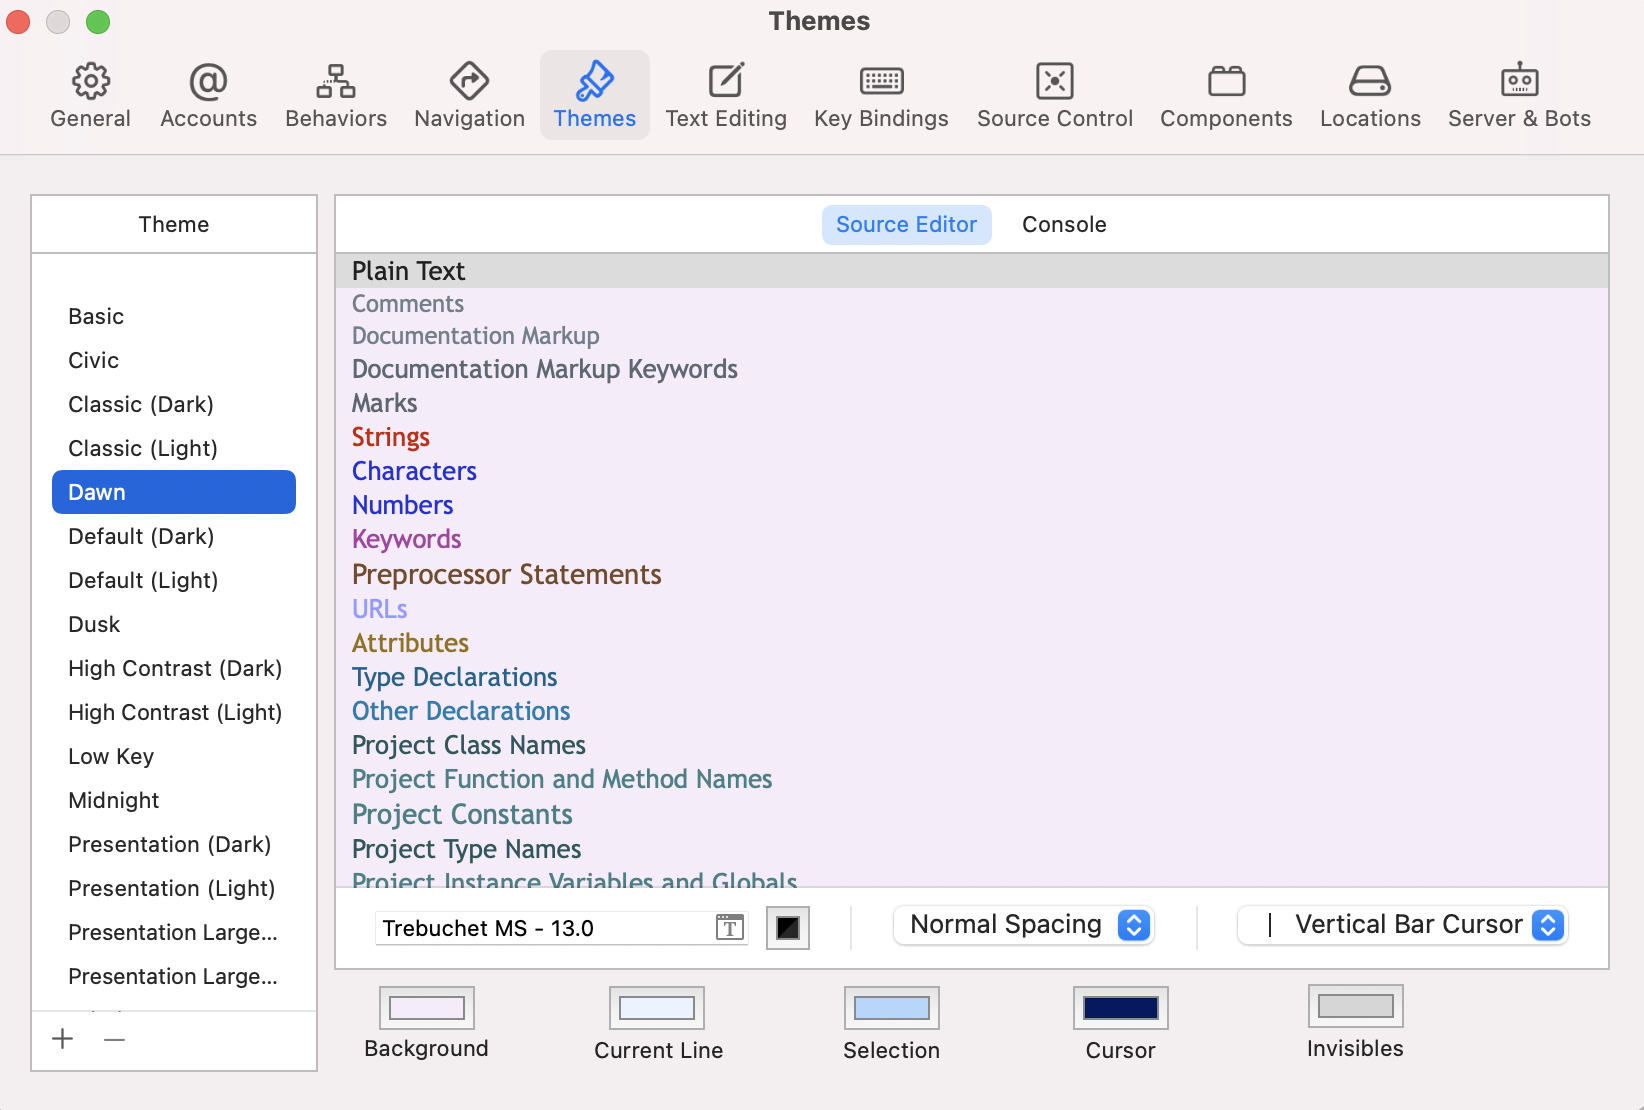 Themes
General
Accounts
Behaviors
Navigation
Themes
Text Editing
Key Bindings
Source Control
Components
Locations
Server & Bots
Theme
Basic
Civic
Classic (Dark)
Classic (Light)
Dawn
Default (Dark)
Default (Light)
Dusk
High Contrast (Dark)
High Contrast (Light)
Low Key
Midnight
Presentation (Dark)
Presentation (Light)
Presentation Large...
Presentation Large...
Source Editor
Console
Plain Text
Comments
Documentation Markup
Documentation Markup Keywords
Marks
Strings
Characters
Numbers
Keywords
Preprocessor Statements
URLs
Attributes
Type Declarations
Other Declarations
Project Class Names
Project Function and Method Names
Project Constants
Project Type Names
Project Instance Variables and Globals
Trebuchet MS - 13.0
Normal Spacing
Vertical Bar Cursor
Background
Current Line
Selection
Cursor
Invisibles